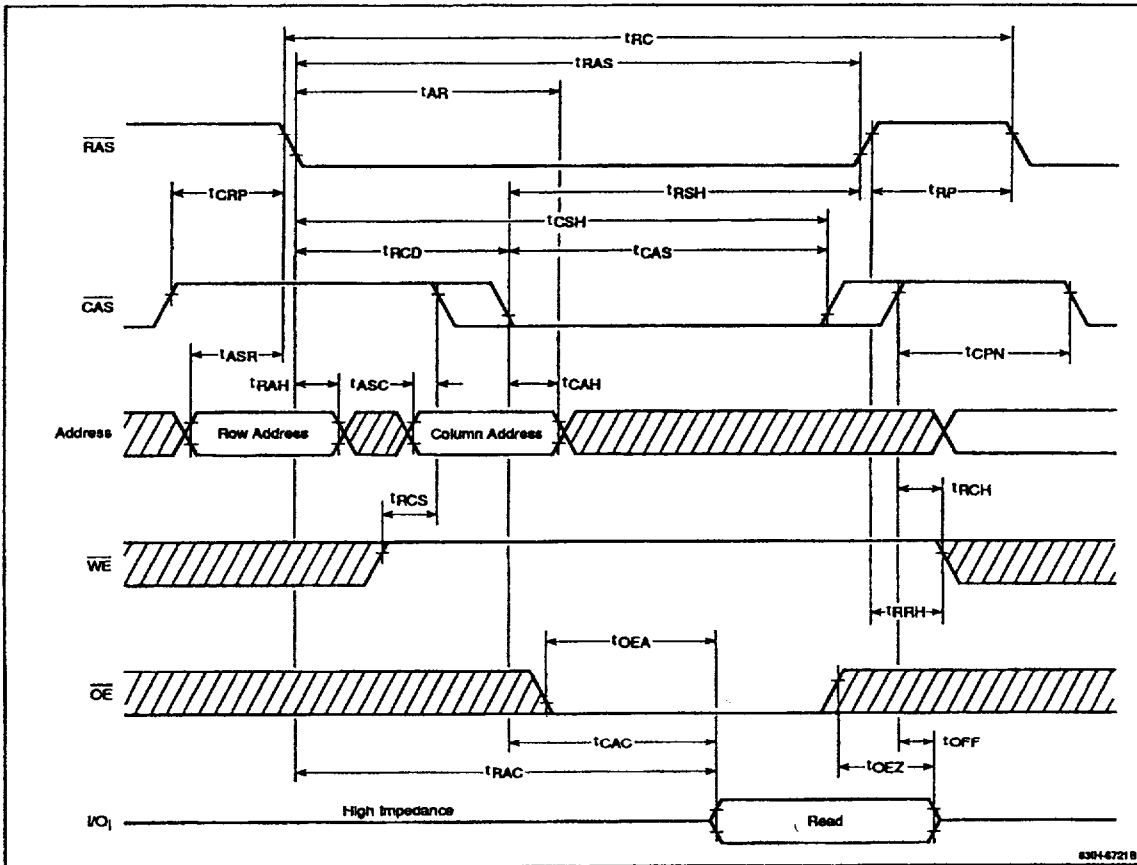 tRC
tRAS
tAR
RAS
tCRP
tRSH
tRP
tCSH
tRCD
tCAS
CAS
tASR
tCPN
tRAH
tASC
tCAH
Address
Row Address
Column Address
tRCS
tRCH
WE
tRRH
tOEA
OE
tCAC
tOFF
tRAC
tOEZ
High Impedance
I/Oi
Read